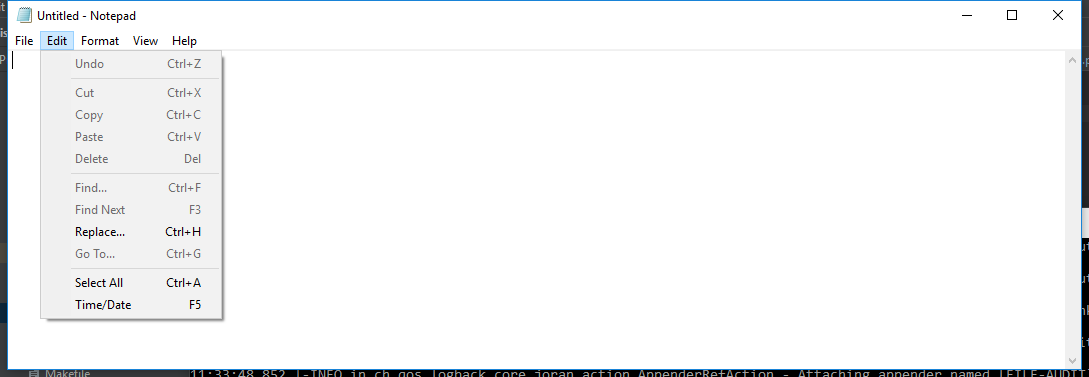 Untitled - Notepad
File Edit Format View Help
Undo Ctrl+Z
Cut Ctrl+X
Copy Ctrl+C
Paste Ctrl+V
Delete Del
Find... Ctrl+F
Find Next F3
Replace... Ctrl+H
Go To... Ctrl+G
Select All Ctrl+A
Time/Date F5
Makefile 11:33:48,852 |-INFO in ch.qos.logback.core.joran.action.AppenderRefAction - Attaching appender named [FILE-AUDIT